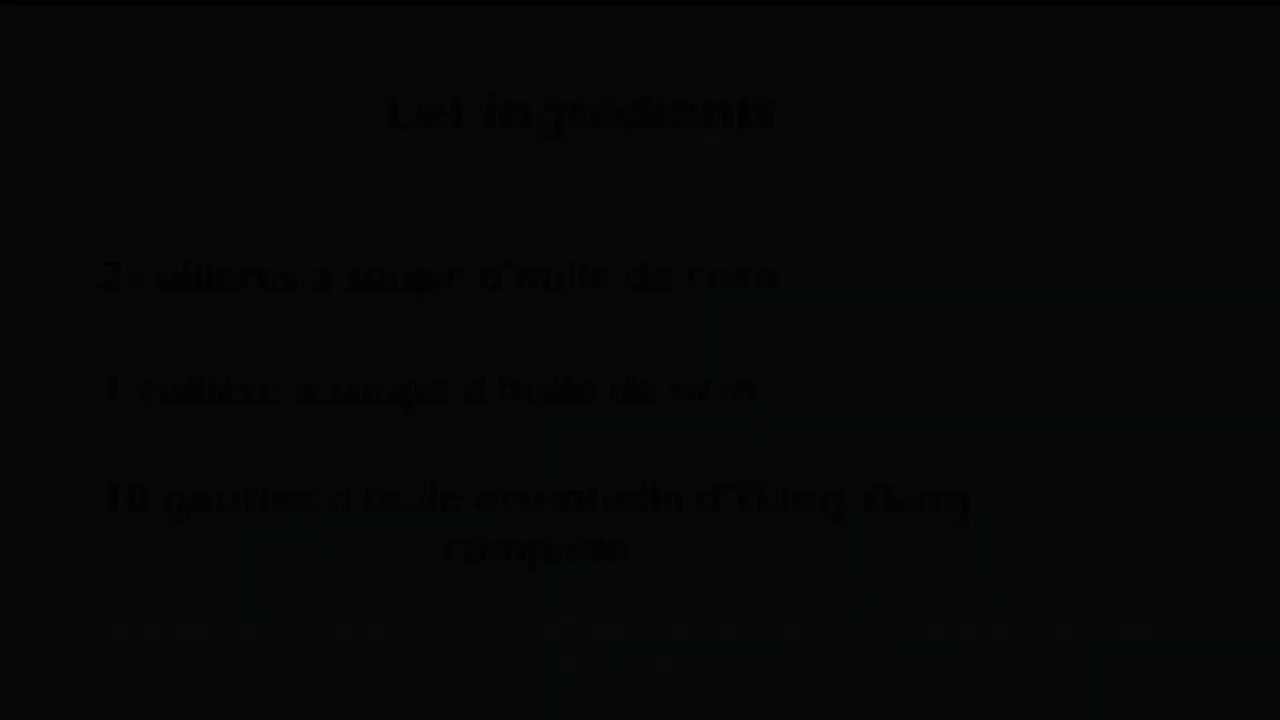 Les ingrédients
2 cuillères à soupe d'huile de coco
1 cuillère à soupe d'huile de
10 gouttes d'huile essentielle d'Ylang Ylang
complète